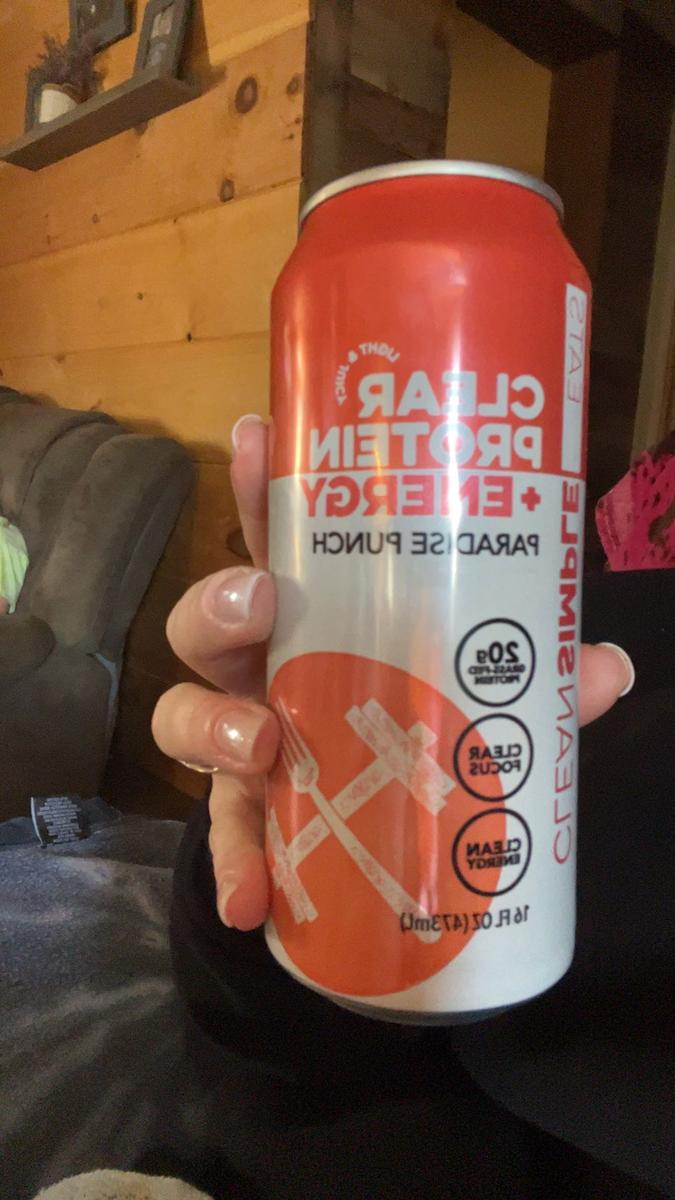 LIGHT & JUICY
CLEAR
PROTEIN
+ENERGY
PARADISE PUNCH
20g
GRASS-FED
PROTEIN
CLEAR
FOCUS
CLEAN
ENERGY
16 FL OZ (473mL)
CLEAN SIMPLE EATS